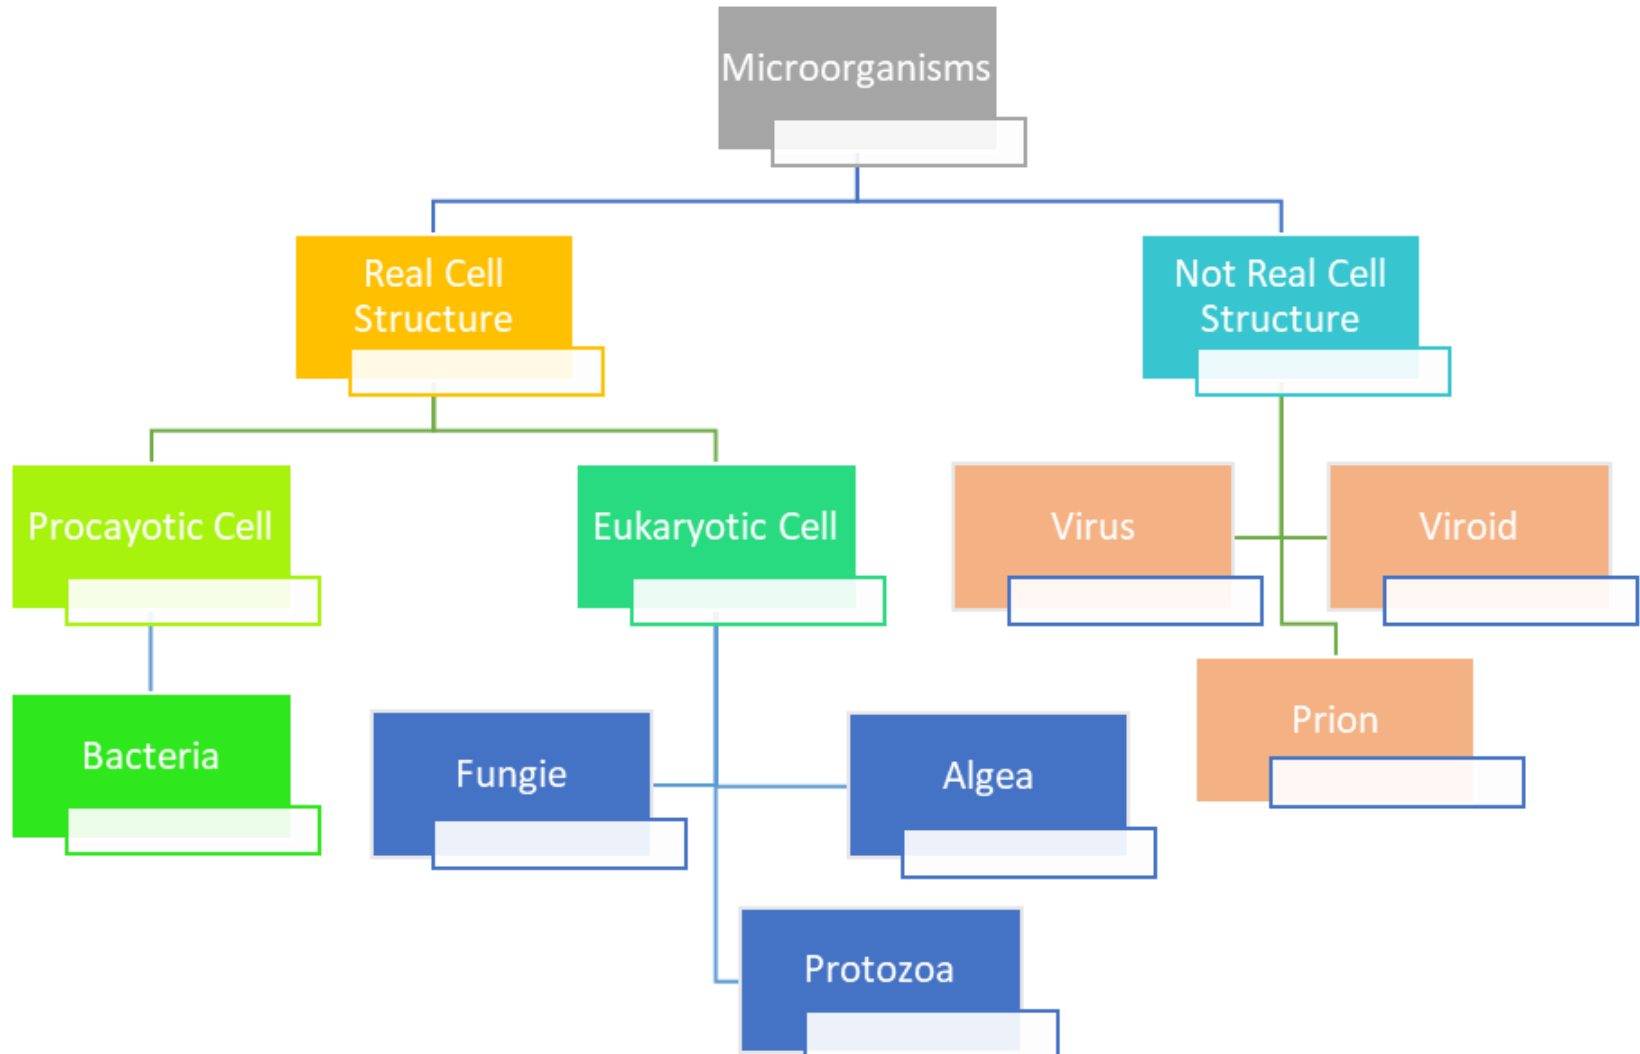 Microorganisms
Real Cell
Structure
Not Real Cell
Structure
Procayotic Cell
Eukaryotic Cell
Virus
Viroid
Bacteria
Fungie
Algea
Prion
Protozoa